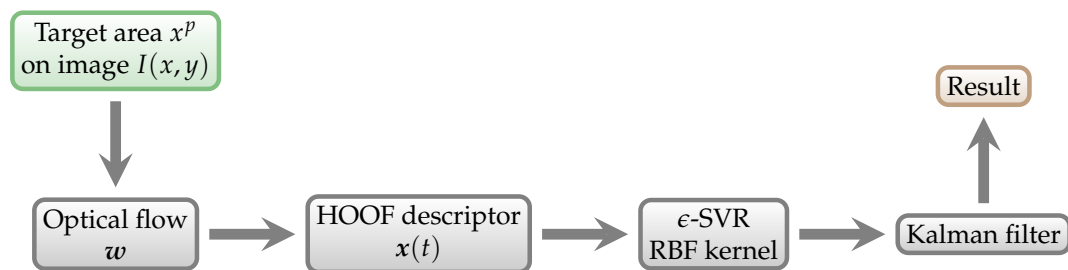 Target area x^p
on image I(x, y)
Result
Optical flow
w
HOOF descriptor
x(t)
ϵ-SVR
RBF kernel
Kalman filter